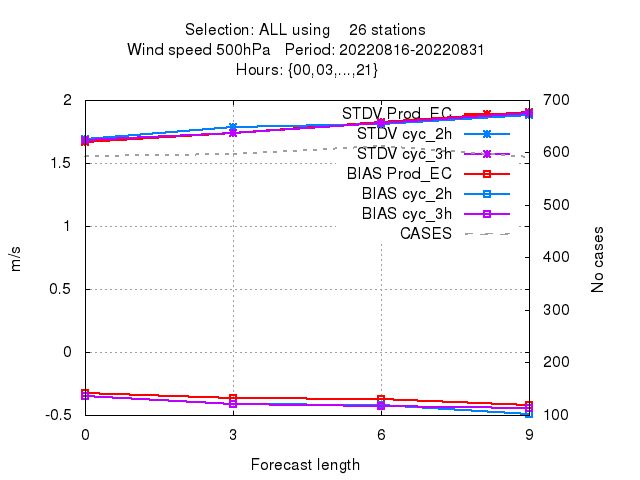 Selection: ALL using    26 stations
Wind speed 500hPa   Period: 20220816-20220831
Hours: {00,03,...,21}
2
1.5
1
0.5
0
-0.5
700
600
500
400
300
200
100
0 3 6 9
m/s
No cases
Forecast length
STDV Prod_EC
STDV cyc_2h
STDV cyc_3h
BIAS Prod_EC
BIAS cyc_2h
BIAS cyc_3h
CASES